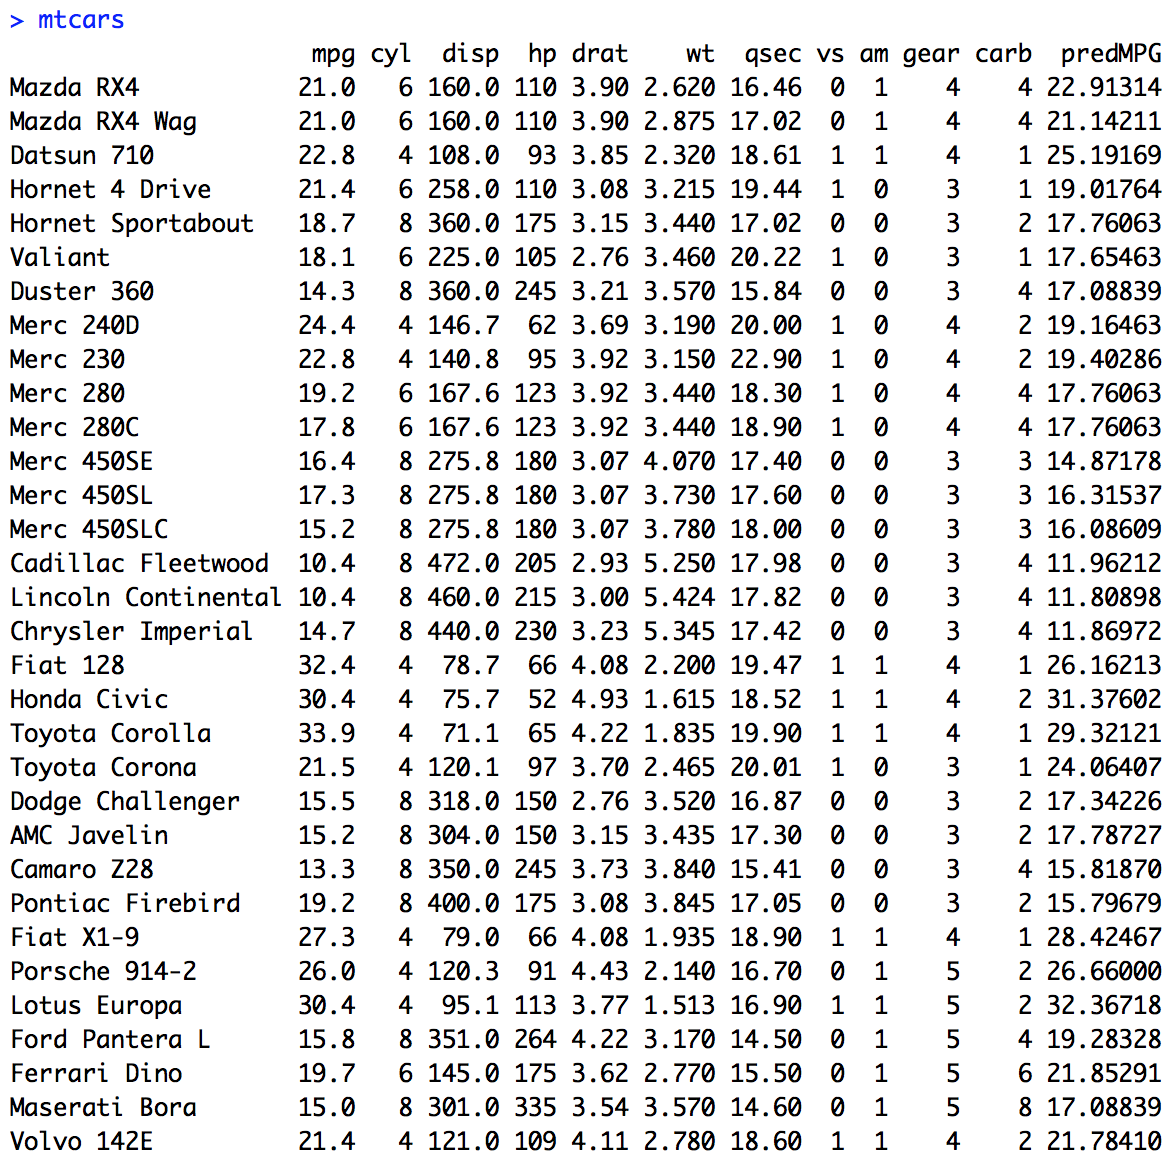 > mtcars
mpg cyl disp hp drat wt qsec vs am gear carb predMPG
Mazda RX4 21.0 6 160.0 110 3.90 2.620 16.46 0 1 4 4 22.91314
Mazda RX4 Wag 21.0 6 160.0 110 3.90 2.875 17.02 0 1 4 4 21.14211
Datsun 710 22.8 4 108.0 93 3.85 2.320 18.61 1 1 4 1 25.19169
Hornet 4 Drive 21.4 6 258.0 110 3.08 3.215 19.44 1 0 3 1 19.01764
Hornet Sportabout 18.7 8 360.0 175 3.15 3.440 17.02 0 0 3 2 17.76063
Valiant 18.1 6 225.0 105 2.76 3.460 20.22 1 0 3 1 17.65463
Duster 360 14.3 8 360.0 245 3.21 3.570 15.84 0 0 3 4 17.08839
Merc 240D 24.4 4 146.7 62 3.69 3.190 20.00 1 0 4 2 19.16463
Merc 230 22.8 4 140.8 95 3.92 3.150 22.90 1 0 4 2 19.40286
Merc 280 19.2 6 167.6 123 3.92 3.440 18.30 1 0 4 4 17.76063
Merc 280C 17.8 6 167.6 123 3.92 3.440 18.90 1 0 4 4 17.76063
Merc 450SE 16.4 8 275.8 180 3.07 4.070 17.40 0 0 3 3 14.87178
Merc 450SL 17.3 8 275.8 180 3.07 3.730 17.60 0 0 3 3 16.31537
Merc 450SLC 15.2 8 275.8 180 3.07 3.780 18.00 0 0 3 3 16.08609
Cadillac Fleetwood 10.4 8 472.0 205 2.93 5.250 17.98 0 0 3 4 11.96212
Lincoln Continental 10.4 8 460.0 215 3.00 5.424 17.82 0 0 3 4 11.80898
Chrysler Imperial 14.7 8 440.0 230 3.23 5.345 17.42 0 0 3 4 11.86972
Fiat 128 32.4 4 78.7 66 4.08 2.200 19.47 1 1 4 1 26.16213
Honda Civic 30.4 4 75.7 52 4.93 1.615 18.52 1 1 4 2 31.37602
Toyota Corolla 33.9 4 71.1 65 4.22 1.835 19.90 1 1 4 1 29.32121
Toyota Corona 21.5 4 120.1 97 3.70 2.465 20.01 1 0 3 1 24.06407
Dodge Challenger 15.5 8 318.0 150 2.76 3.520 16.87 0 0 3 2 17.34226
AMC Javelin 15.2 8 304.0 150 3.15 3.435 17.30 0 0 3 2 17.78727
Camaro Z28 13.3 8 350.0 245 3.73 3.840 15.41 0 0 3 4 15.81870
Pontiac Firebird 19.2 8 400.0 175 3.08 3.845 17.05 0 0 3 2 15.79679
Fiat X1-9 27.3 4 79.0 66 4.08 1.935 18.90 1 1 4 1 28.42467
Porsche 914-2 26.0 4 120.3 91 4.43 2.140 16.70 0 1 5 2 26.66000
Lotus Europa 30.4 4 95.1 113 3.77 1.513 16.90 1 1 5 2 32.36718
Ford Pantera L 15.8 8 351.0 264 4.22 3.170 14.50 0 1 5 4 19.28328
Ferrari Dino 19.7 6 145.0 175 3.62 2.770 15.50 0 1 5 6 21.85291
Maserati Bora 15.0 8 301.0 335 3.54 3.570 14.60 0 1 5 8 17.08839
Volvo 142E 21.4 4 121.0 109 4.11 2.780 18.60 1 1 4 2 21.78410